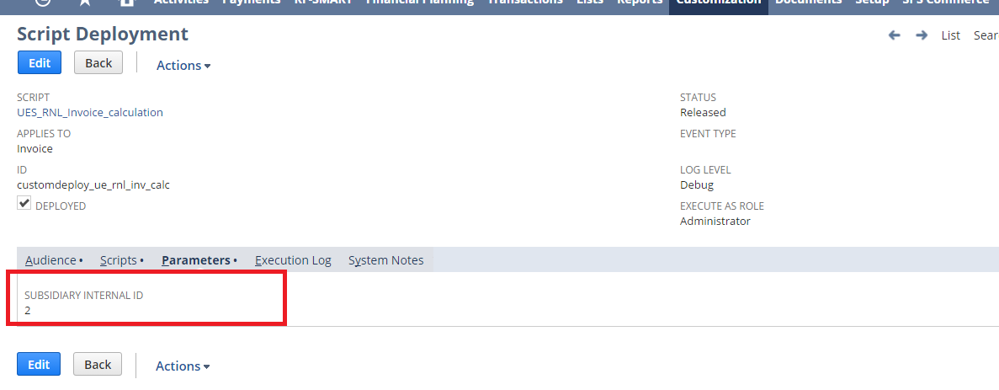 Activities Payments RF-SMART Financial Planning Transactions Lists Reports Customization Documents Setup SPS Commerce
Script Deployment
List Sear
Edit Back Actions
SCRIPT
UES_RNL_Invoice_calculation
STATUS
Released
APPLIES TO
Invoice
EVENT TYPE
ID
customdeploy_ue_rnl_inv_calc
LOG LEVEL
Debug
DEPLOYED
EXECUTE AS ROLE
Administrator
Audience • Scripts • Parameters • Execution Log System Notes
SUBSIDIARY INTERNAL ID
2
Edit Back Actions